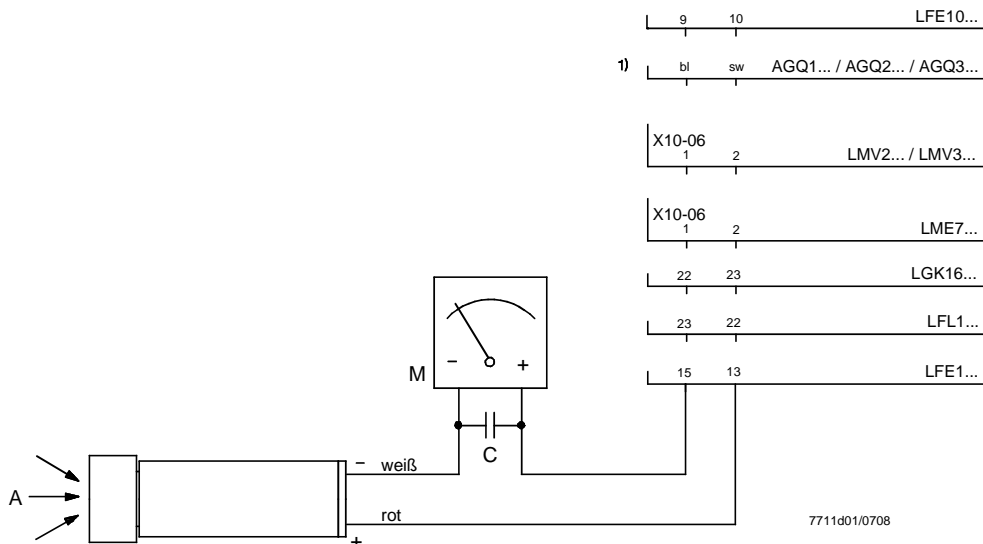 9 10 LFE10...
1) bl sw AGQ1... / AGQ2... / AGQ3...
X10-06
1 2 LMV2... / LMV3...
X10-06
1 2 LME7...
22 23 LGK16...
23 22 LFL1...
15 13 LFE1...
M - +
C
- weiß
A
rot
+
7711d01/0708